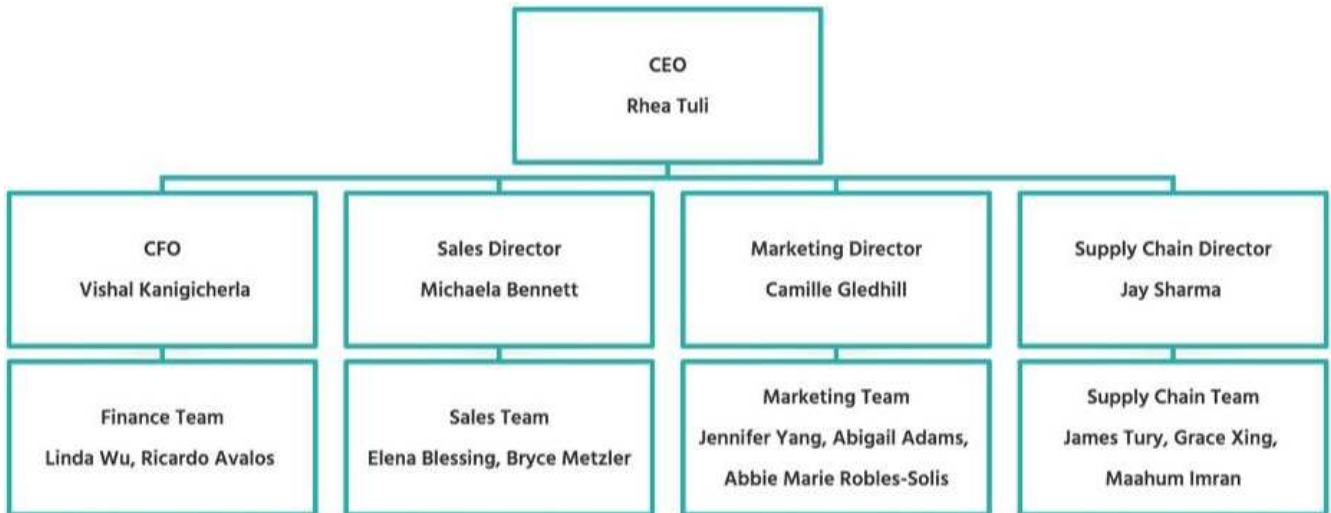 CEO
Rhea Tuli
CFO
Vishal Kanigicherla
Sales Director
Michaela Bennett
Marketing Director
Camille Gledhill
Supply Chain Director
Jay Sharma
Finance Team
Linda Wu, Ricardo Avalos
Sales Team
Elena Blessing, Bryce Metzler
Marketing Team
Jennifer Yang, Abigail Adams,
Abbie Marie Robles-Solis
Supply Chain Team
James Tury, Grace Xing,
Maahum Imran